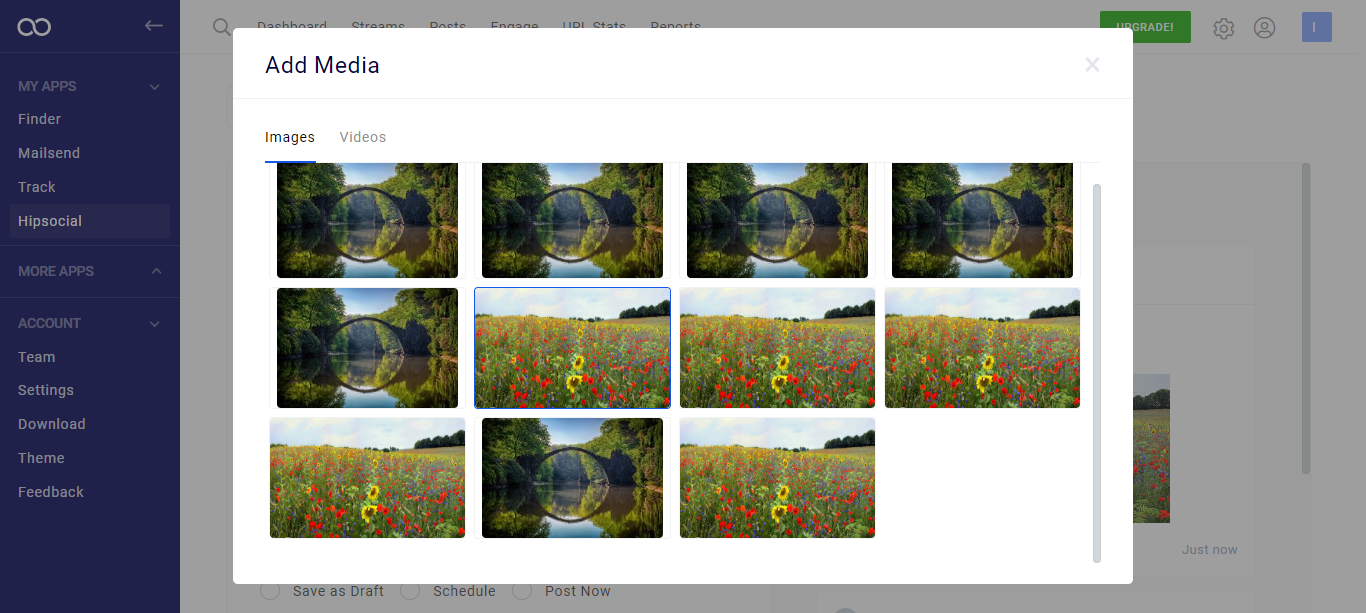 Dashboard Streams Posts Engage URL Stats Reports
UPGRADE!
I
MY APPS
Finder
Mailsend
Track
Hipsocial
MORE APPS
ACCOUNT
Team
Settings
Download
Theme
Feedback
Add Media
Images Videos
Just now
Save as Draft Schedule Post Now